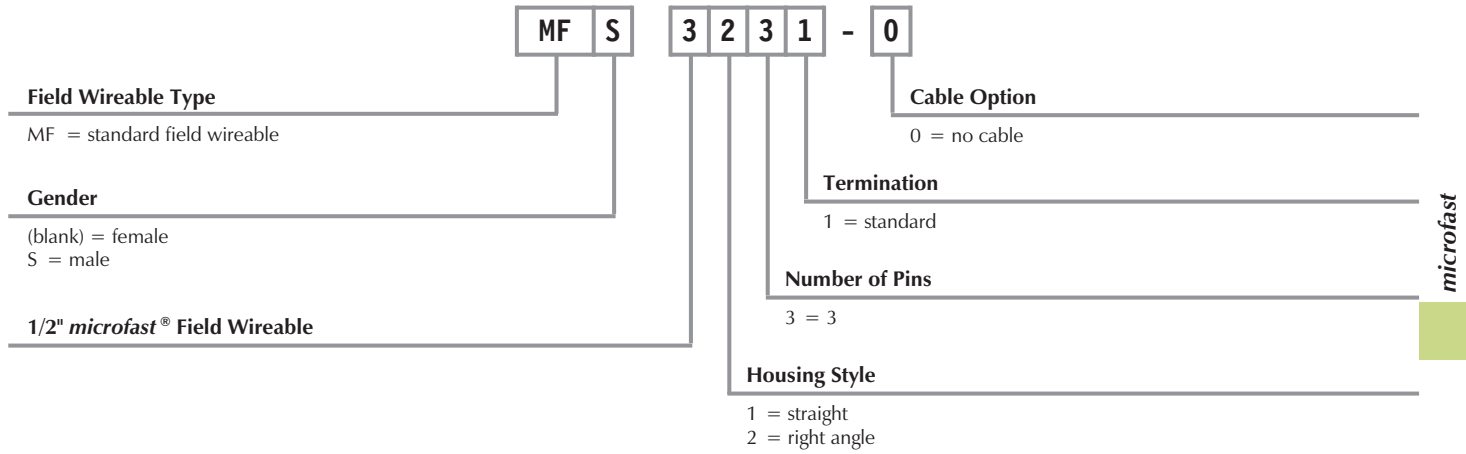 MF S 3 2 3 1 - 0
Field Wireable Type
MF = standard field wireable
Cable Option
0 = no cable
Gender
(blank) = female
S = male
Termination
1 = standard
Number of Pins
3 = 3
1/2" microfast ® Field Wireable
Housing Style
1 = straight
2 = right angle
microfast